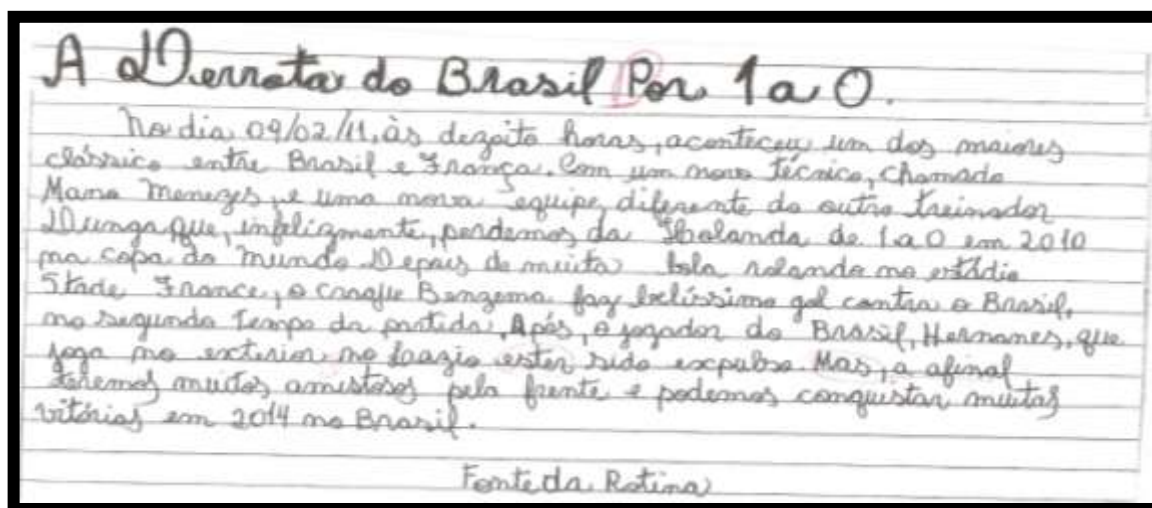 A Derrota do Brasil Por 1 a 0.
No dia 09/02/11, às dezoito horas, aconteceu um dos maiores
clássico entre Brasil e França. Com um novo técnico, chamado
Mano Menezes, e uma nova equipe, diferente do outro treinador
Dunga que, infelizmente, perdemos da Holanda de 1 a 0 em 2010
na copa do mundo. Depois de muita bola rolando no estádio
Stade France, o craque Benzema faz belíssimo gol contra o Brasil,
no segundo tempo da partida. Após, o jogador do Brasil, Hernanes, que
joga no exterior no Laazio ester sido expulso. Mas, a afinal
teremos muitos amistosos pela frente e podemos conquistar muitas
vitórias em 2014 no Brasil.
Fonte da Rotina